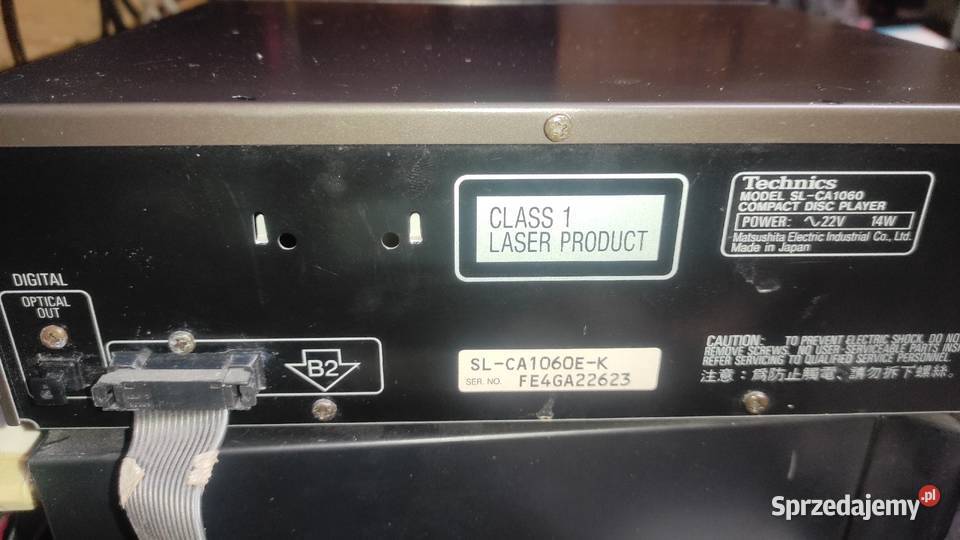 CLASS 1
LASER PRODUCT
Technics
MODEL SL-CA1060
COMPACT DISC PLAYER
POWER: ∿22V 14W
Matsushita Electric Industrial Co., Ltd.
Made in Japan
DIGITAL
OPTICAL
OUT
B2
SL-CA1060E-K
SER. NO. FE4GA22623
CAUTION: TO PREVENT ELECTRIC SHOCK, DO NOT
REMOVE SCREWS. NO USER SERVICEABLE PARTS INSI
REFER SERVICING TO QUALIFIED SERVICE PERSONNEL.
注意：為防止觸電、請勿拆下螺絲。
Sprzedajemy.pl